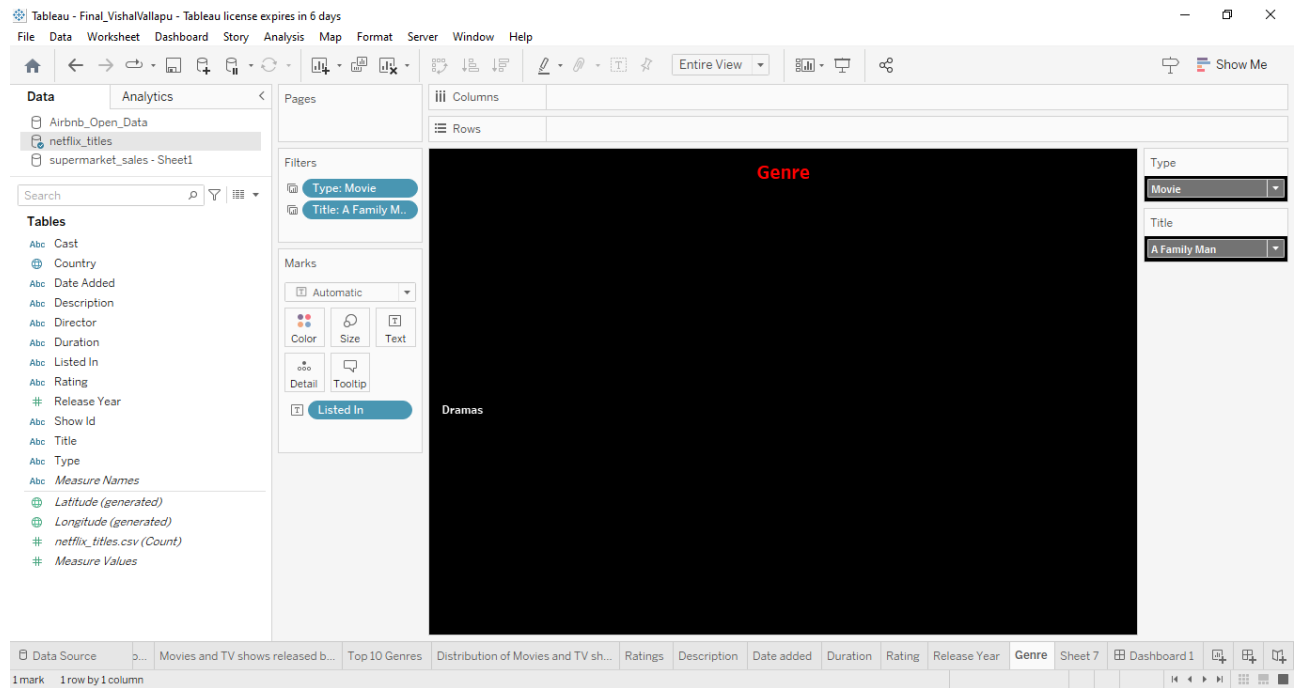 Tableau - Final_VishalVallapu - Tableau license expires in 6 days
File Data Worksheet Dashboard Story Analysis Map Format Server Window Help
Entire View
Show Me
Data Analytics
Airbnb_Open_Data
netflix_titles
supermarket_sales - Sheet1
Search
Tables
Abc Cast
Country
Abc Date Added
Abc Description
Abc Director
Abc Duration
Abc Listed In
Abc Rating
# Release Year
Abc Show Id
Abc Title
Abc Type
Abc Measure Names
Latitude (generated)
Longitude (generated)
# netflix_titles.csv (Count)
# Measure Values
Pages
Filters
Type: Movie
Title: A Family M..
Marks
Automatic
Color Size Text
Detail Tooltip
Listed In
Columns
Rows
Genre
Dramas
Type
Movie
Title
A Family Man
Data Source o... Movies and TV shows released b... Top 10 Genres Distribution of Movies and TV sh... Ratings Description Date added Duration Rating Release Year Genre Sheet 7 Dashboard 1
1 mark 1 row by 1 column